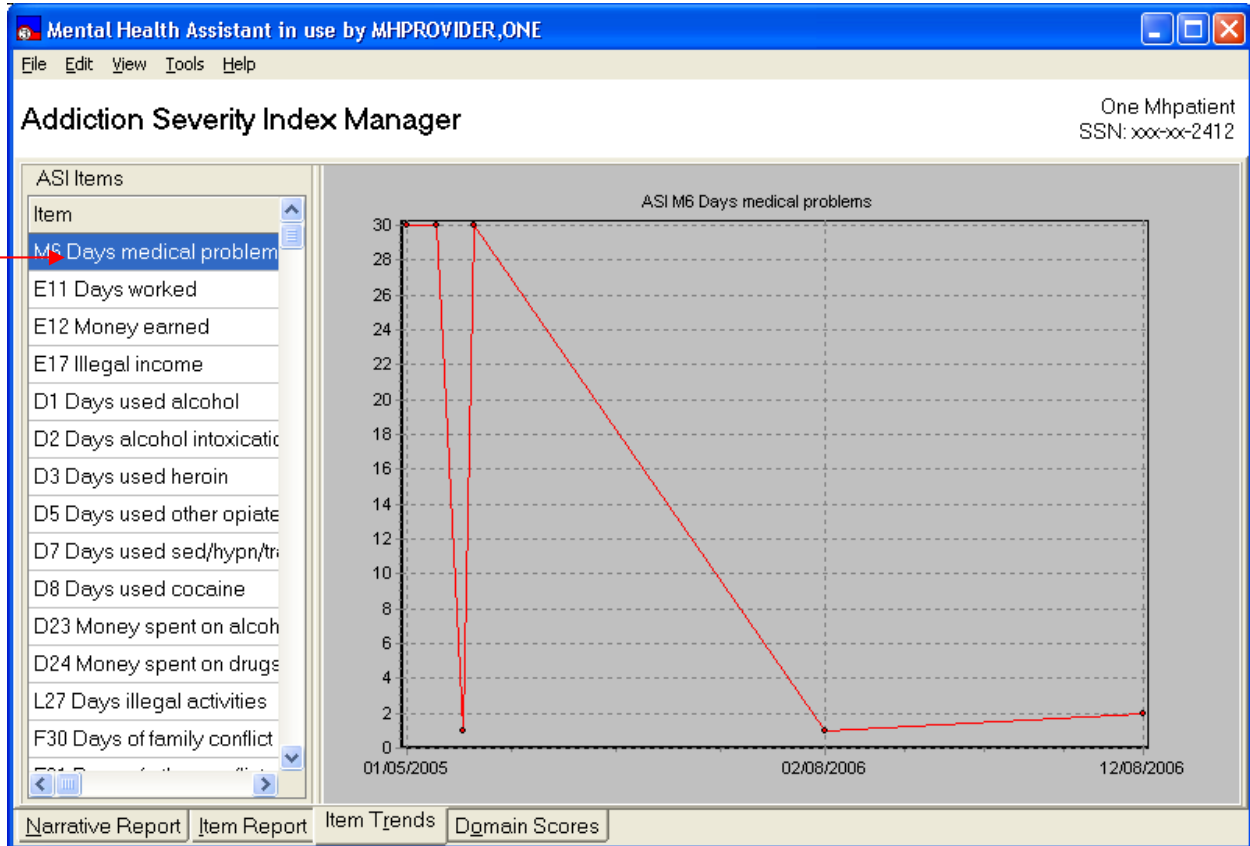 Mental Health Assistant in use by MHPROVIDER,ONE
File Edit View Tools Help
Addiction Severity Index Manager
One Mhpatient
SSN: xxx-xx-2412
ASI Items
Item
M6 Days medical problem
E11 Days worked
E12 Money earned
E17 Illegal income
D1 Days used alcohol
D2 Days alcohol intoxicatio
D3 Days used heroin
D5 Days used other opiate
D7 Days used sed/hypn/tra
D8 Days used cocaine
D23 Money spent on alcoh
D24 Money spent on drugs
L27 Days illegal activities
F30 Days of family conflict
ASI M6 Days medical problems
30
28
26
24
22
20
18
16
14
12
10
8
6
4
2
0
01/05/2005 02/08/2006 12/08/2006
Narrative Report Item Report Item Trends Domain Scores